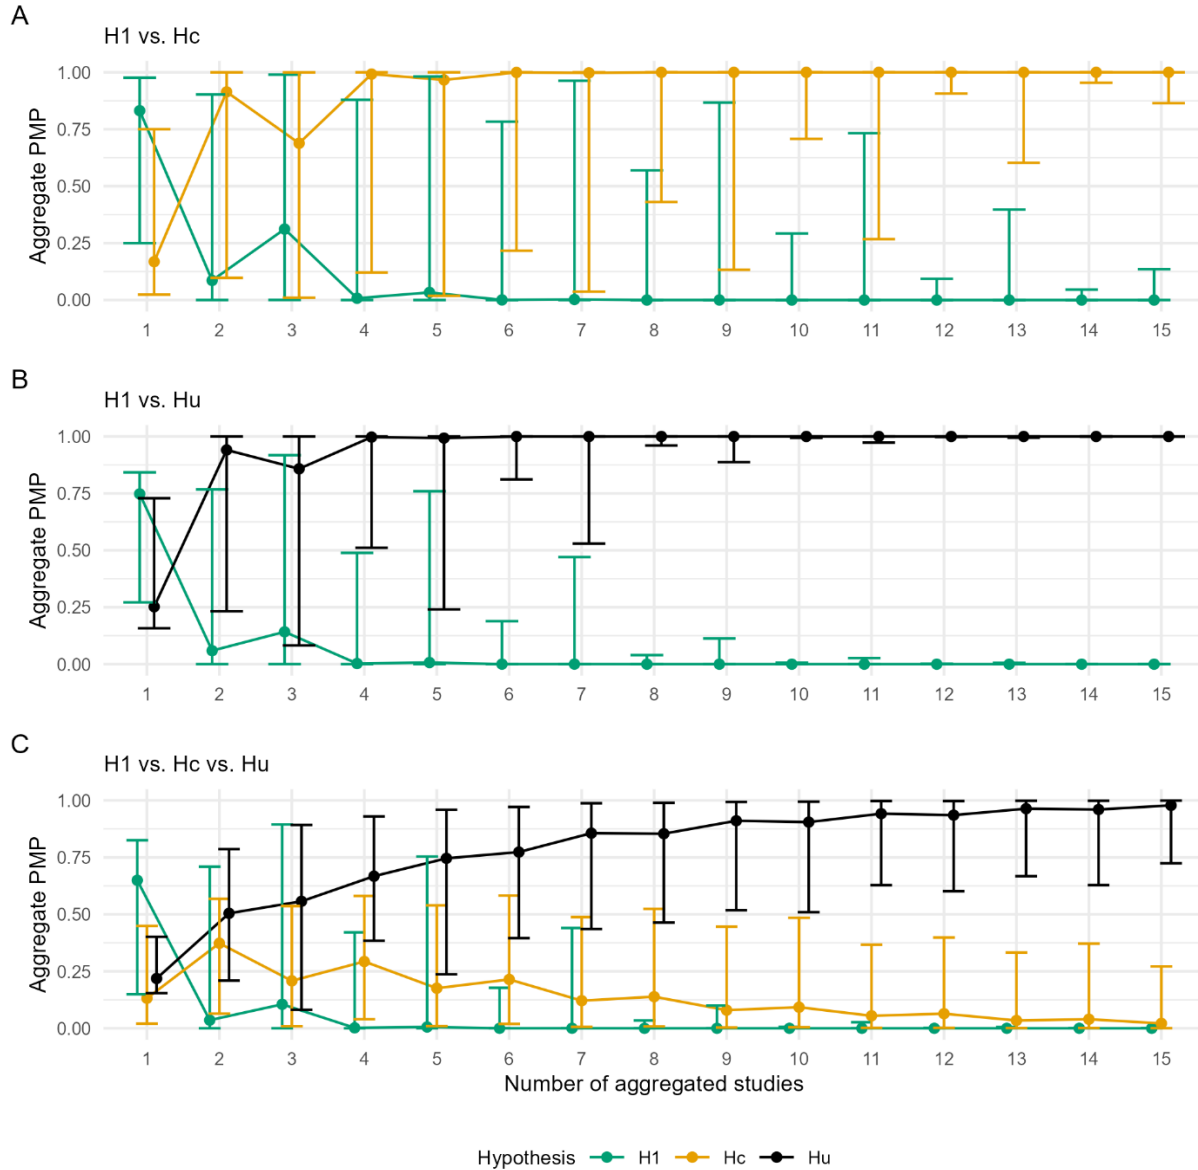 A
H1 vs. Hc
Aggregate PMP
1.00
0.75
0.50
0.25
0.00
1 2 3 4 5 6 7 8 9 10 11 12 13 14 15
B
H1 vs. Hu
Aggregate PMP
1.00
0.75
0.50
0.25
0.00
1 2 3 4 5 6 7 8 9 10 11 12 13 14 15
C
H1 vs. Hc vs. Hu
Aggregate PMP
1.00
0.75
0.50
0.25
0.00
1 2 3 4 5 6 7 8 9 10 11 12 13 14 15
Number of aggregated studies
Hypothesis H1 Hc Hu